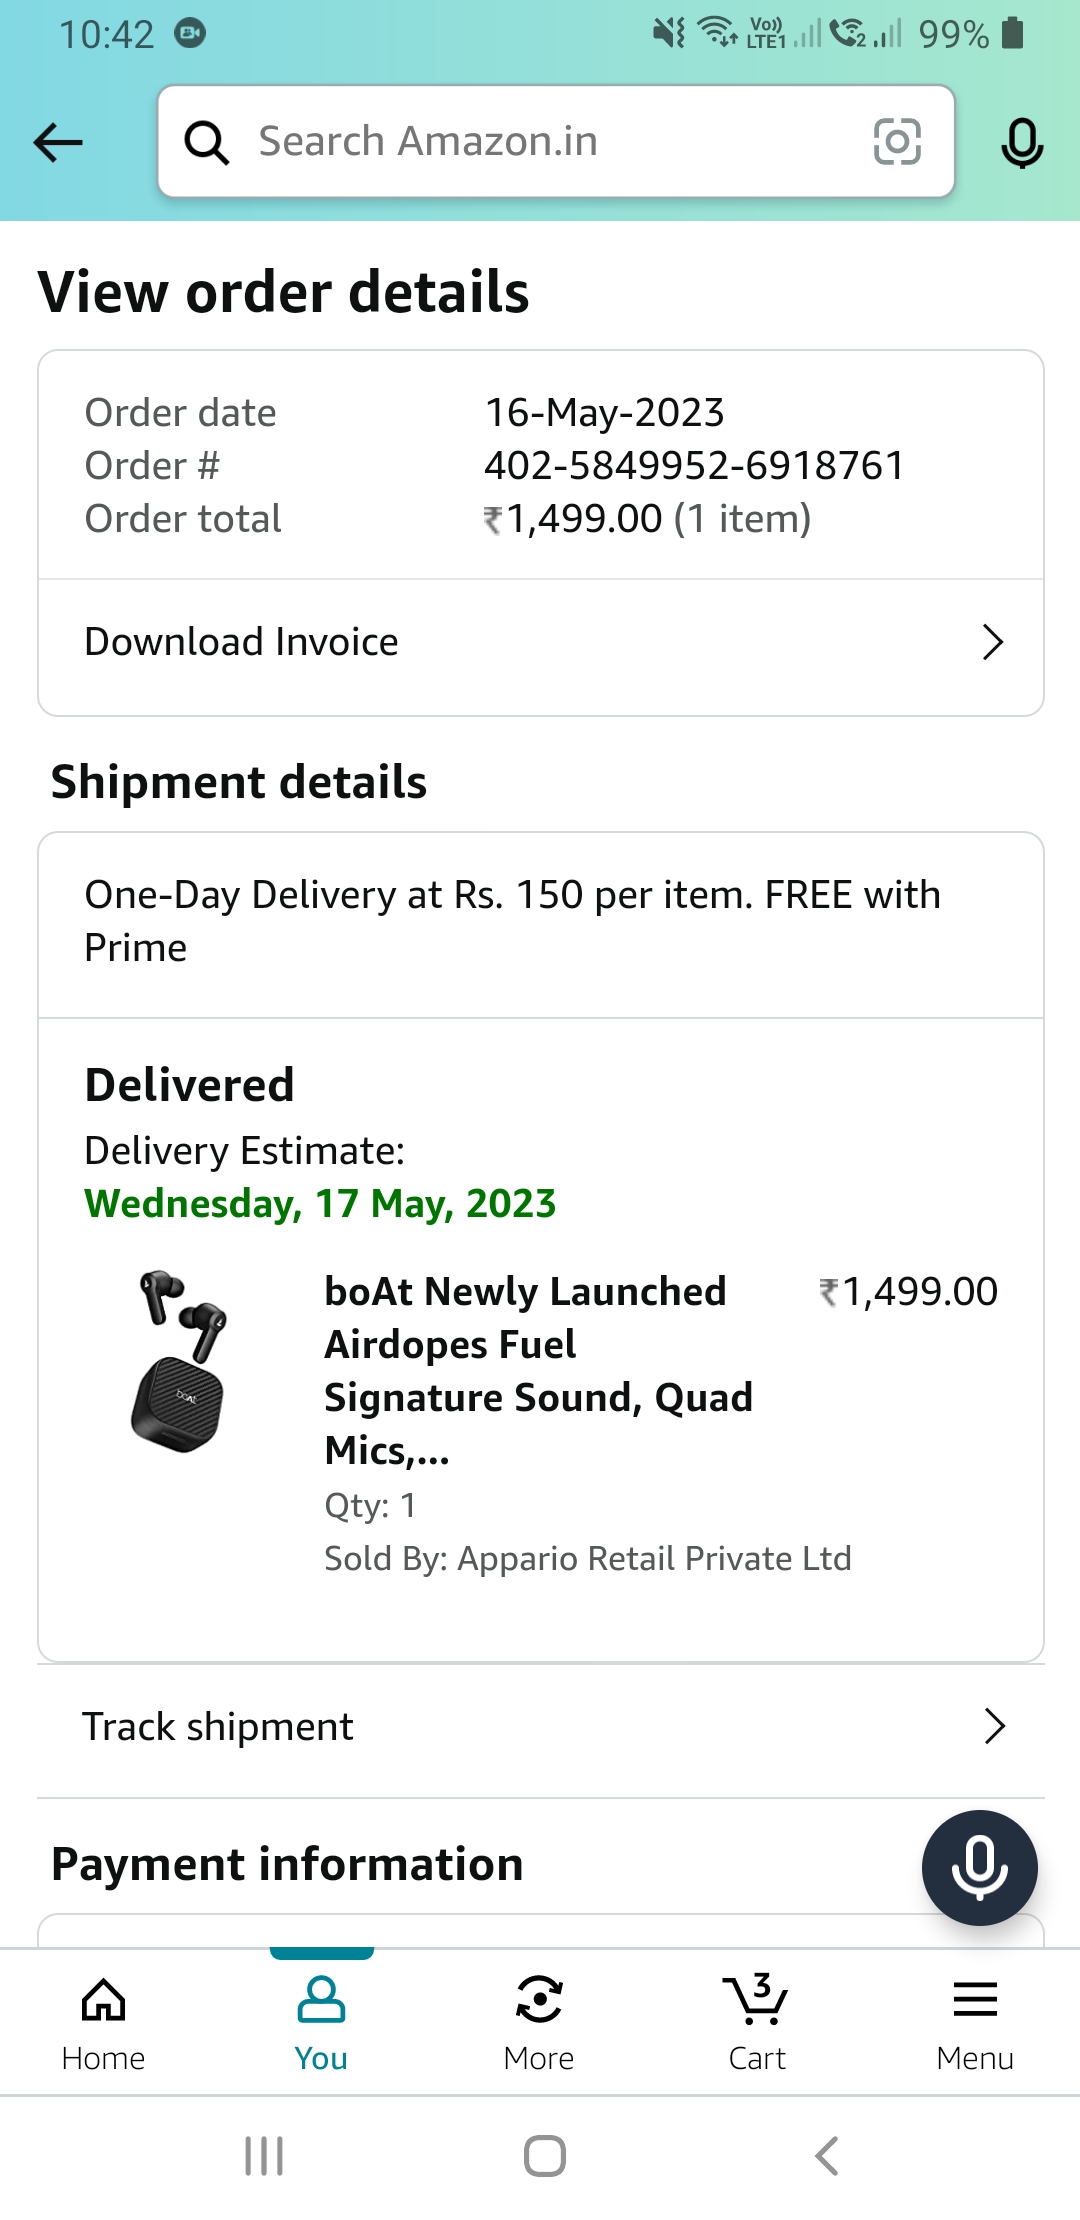 10:42
Vo)) LTE1 2 99%
Search Amazon.in
View order details
Order date 16-May-2023
Order # 402-5849952-6918761
Order total ₹1,499.00 (1 item)
Download Invoice
Shipment details
One-Day Delivery at Rs. 150 per item. FREE with
Prime
Delivered
Delivery Estimate:
Wednesday, 17 May, 2023
boAt
boAt Newly Launched ₹1,499.00
Airdopes Fuel
Signature Sound, Quad
Mics,...
Qty: 1
Sold By: Appario Retail Private Ltd
Track shipment
Payment information
3
Home You More Cart Menu